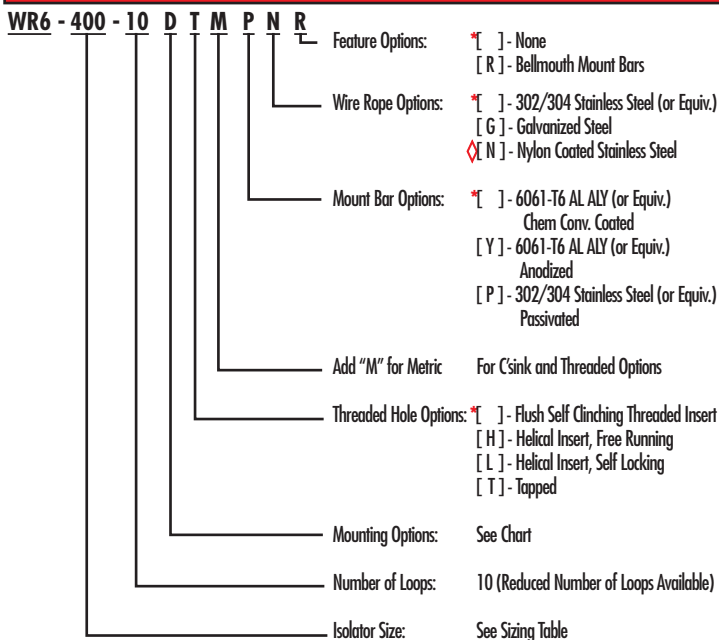 WR6 - 400 - 10 D T M P N R
Feature Options: *[ ] - None
[ R ] - Bellmouth Mount Bars
Wire Rope Options: *[ ] - 302/304 Stainless Steel (or Equiv.)
[ G ] - Galvanized Steel
◊[ N ] - Nylon Coated Stainless Steel
Mount Bar Options: *[ ] - 6061-T6 AL ALY (or Equiv.)
Chem Conv. Coated
[ Y ] - 6061-T6 AL ALY (or Equiv.)
Anodized
[ P ] - 302/304 Stainless Steel (or Equiv.)
Passivated
Add "M" for Metric For C'sink and Threaded Options
Threaded Hole Options: *[ ] - Flush Self Clinching Threaded Insert
[ H ] - Helical Insert, Free Running
[ L ] - Helical Insert, Self Locking
[ T ] - Tapped
Mounting Options: See Chart
Number of Loops: 10 (Reduced Number of Loops Available)
Isolator Size: See Sizing Table